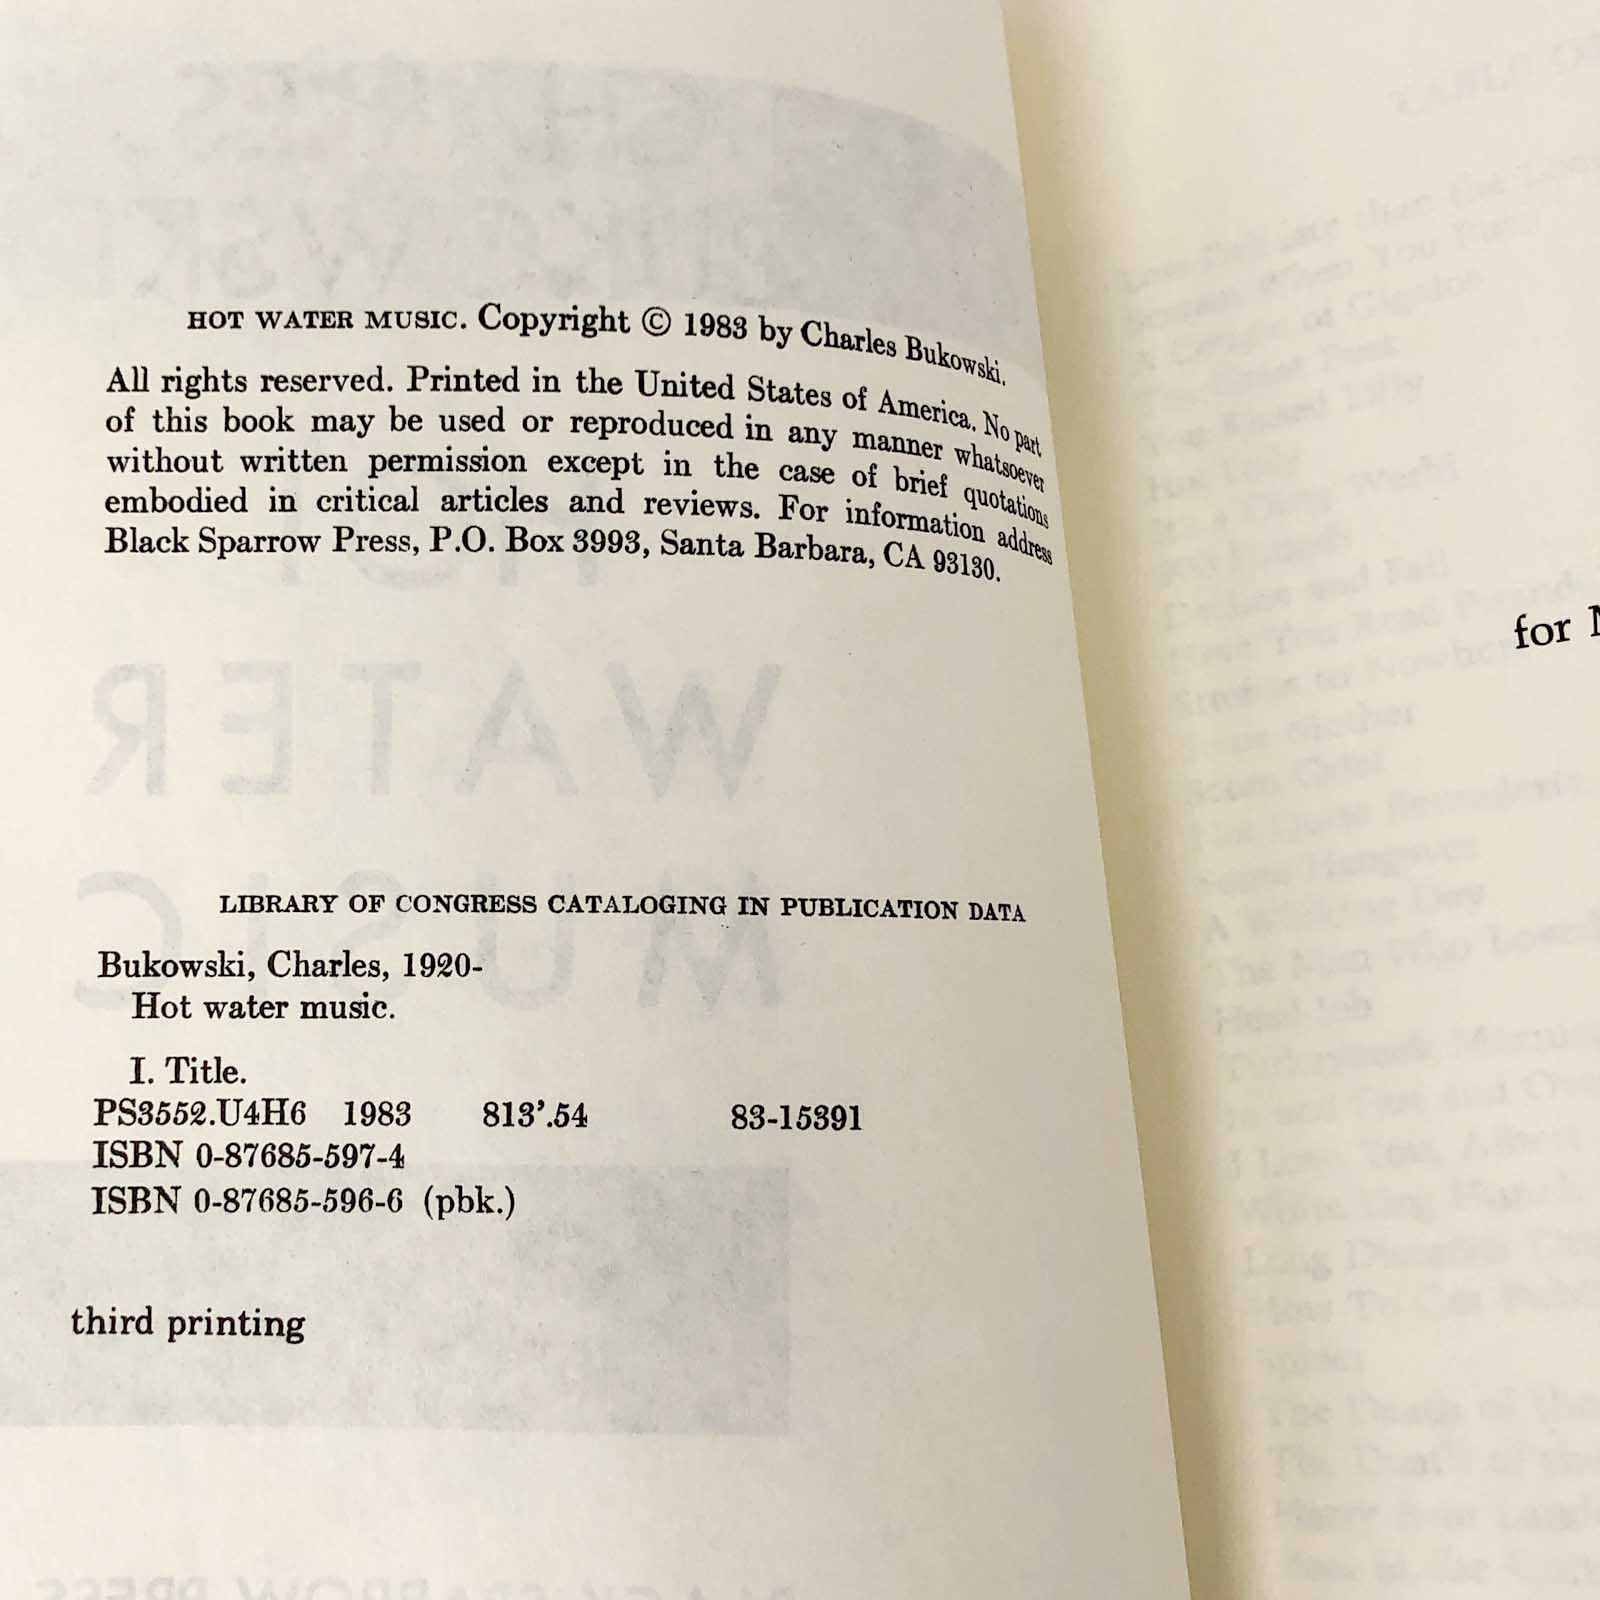 HOT WATER MUSIC. Copyright © 1983 by Charles Bukowski.
All rights reserved. Printed in the United States of America. No part
of this book may be used or reproduced in any manner whatsoever
without written permission except in the case of brief quotations
embodied in critical articles and reviews. For information address
Black Sparrow Press, P.O. Box 3993, Santa Barbara, CA 93130.
LIBRARY OF CONGRESS CATALOGING IN PUBLICATION DATA
Bukowski, Charles, 1920-
Hot water music.
I. Title.
PS3552.U4H6 1983 813'.54 83-15391
ISBN 0-87685-597-4
ISBN 0-87685-596-6 (pbk.)
third printing
for